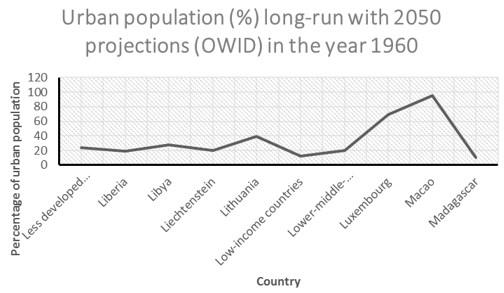 Urban population (%) long-run with 2050
projections (OWID) in the year 1960
Percentage of urban population
120
100
80
60
40
20
0
Less developed...
Liberia
Libya
Liechtenstein
Lithuania
Low-income countries
Lower-middle-...
Luxembourg
Macao
Madagascar
Country